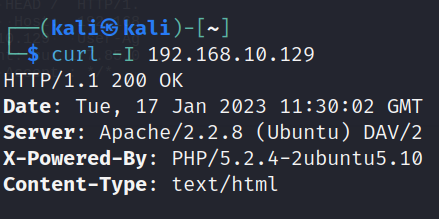 (kali㉿kali)-[~]
$ curl -I 192.168.10.129
HTTP/1.1 200 OK
Date: Tue, 17 Jan 2023 11:30:02 GMT
Server: Apache/2.2.8 (Ubuntu) DAV/2
X-Powered-By: PHP/5.2.4-2ubuntu5.10
Content-Type: text/html